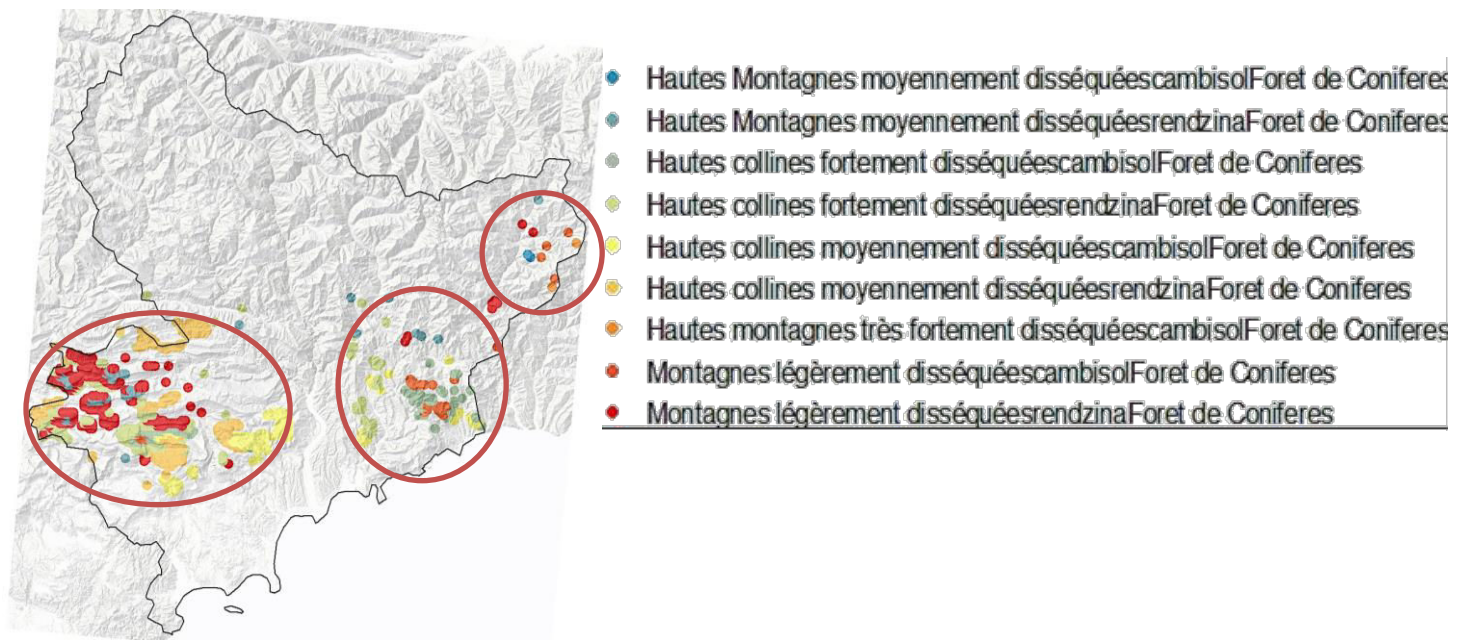 Hautes Montagnes moyennement disséquéescambisolForet de Coniferes
Hautes Montagnes moyennement disséquéesrendzinaForet de Coniferes
Hautes collines fortement disséquéescambisolForet de Coniferes
Hautes collines fortement disséquéesrendzinaForet de Coniferes
Hautes collines moyennement disséquéescambisolForet de Coniferes
Hautes collines moyennement disséquéesrendzinaForet de Coniferes
Hautes montagnes très fortement disséquéescambisolForet de Coniferes
Montagnes légèrement disséquéescambisolForet de Coniferes
Montagnes légèrement disséquéesrendzinaForet de Coniferes